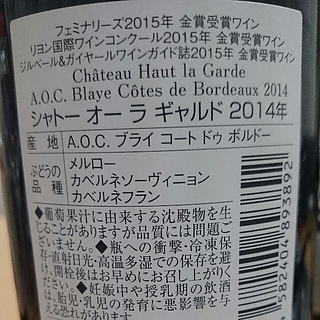 フェミナリーズ2015年 金賞受賞ワイン
リヨン国際ワインコンクール2015年 金賞受賞ワイン
ジルベール&ガイヤールワインガイド誌2015年 金賞受賞ワイン
Château Haut la Garde
A.O.C. Blaye Côtes de Bordeaux 2014
シャトー オー ラ ギャルド 2014年
産 地 A.O.C. ブライ コート ドゥ ボルドー
ぶどうの品種 メルロー
カベルネソーヴィニョン
カベルネフラン
◆葡萄果汁に由来する沈殿物を生
じることがありますが品質には問題ご
ざいません。◆瓶への衝撃・冷凍保
存・直射日光・高温多湿での保存を避
け、開栓後はお早めにお召し上がりく
ださい。◆妊娠中や授乳期の飲酒
は、胎児・乳児の発育に悪影響を与
4582404893892